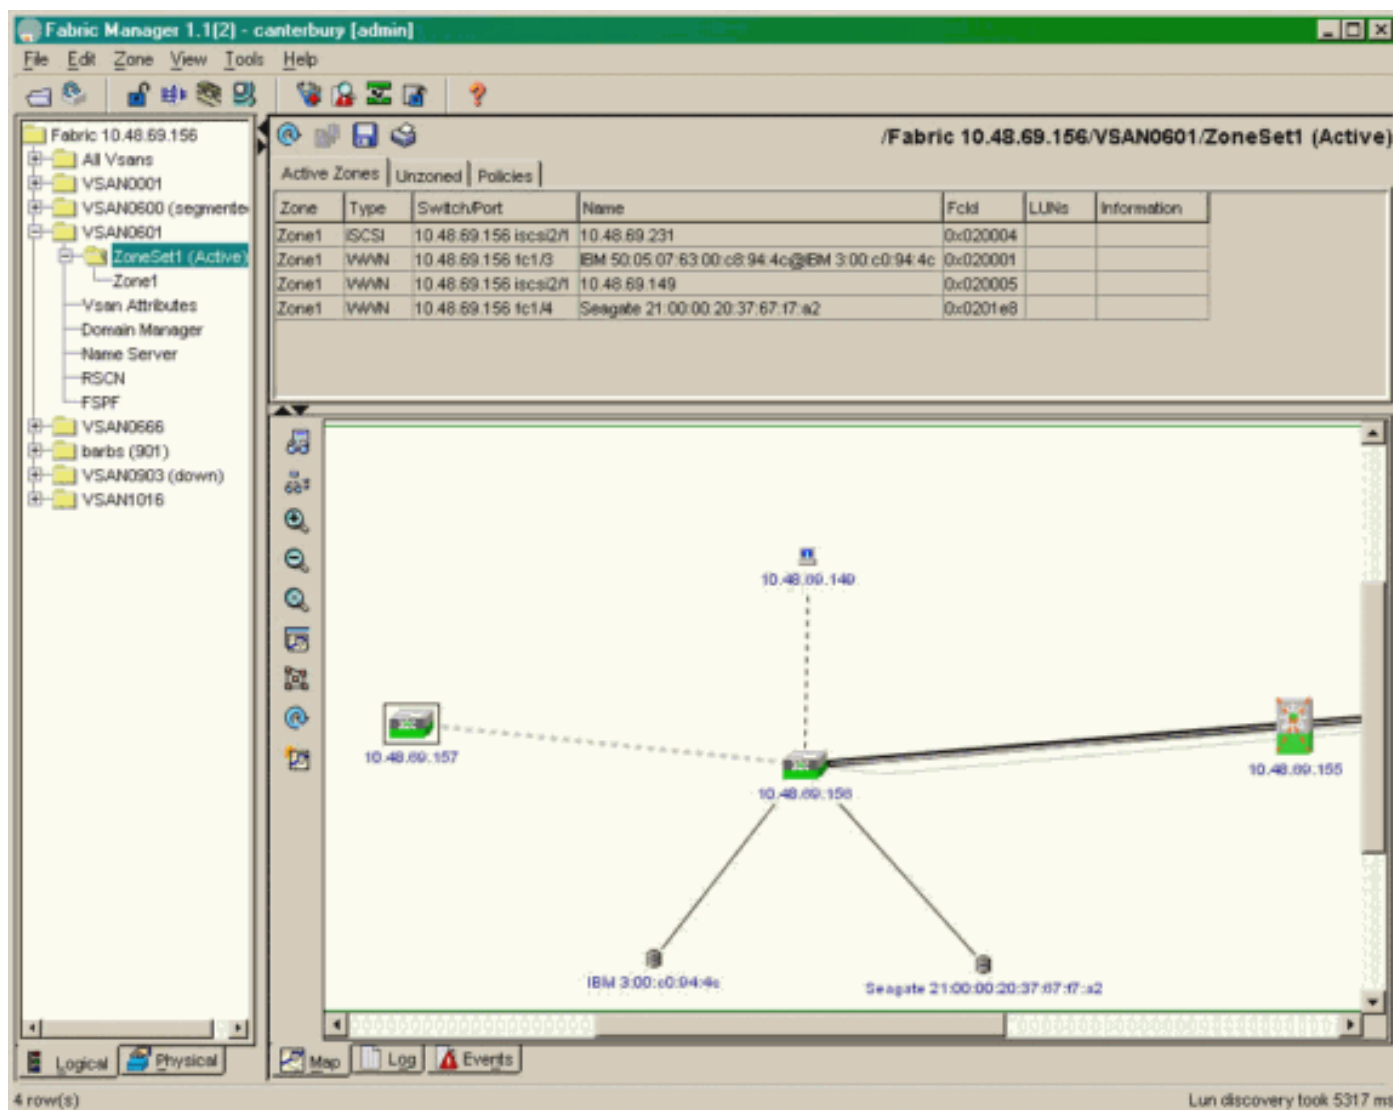 Fabric Manager 1.1(2) - canterbury [admin]
File Edit Zone View Tools Help
Fabric 10.48.69.156
All Vsans
VSAN0001
VSAN0600 (segmente
VSAN0601
ZoneSet1 (Active)
Zone1
Vsan Attributes
Domain Manager
Name Server
RSCN
FSPF
VSAN0666
barbs (901)
VSAN0903 (down)
VSAN1016
Logical Physical
/Fabric 10.48.69.156/VSAN0601/ZoneSet1 (Active)
Active Zones Unzoned Policies
Zone Type Switch/Port Name FcId LUNs Information
Zone1 iSCSI 10.48.69.156 iscsi2/1 10.48.69.231 0x020004
Zone1 WWN 10.48.69.156 fc1/3 IBM 50:05:07:63:00:c8:94:4c@IBM 3:00:c0:94:4c 0x020001
Zone1 WWN 10.48.69.156 iscsi2/1 10.48.69.149 0x020005
Zone1 WWN 10.48.69.156 fc1/4 Seagate 21:00:00:20:37:67:f7:a2 0x0201e8
10.48.69.149
10.48.69.157
10.48.69.156
10.48.69.155
IBM 3:00:c0:94:4c
Seagate 21:00:00:20:37:67:f7:a2
Map Log Events
4 row(s)
Lun discovery took 5317 ms